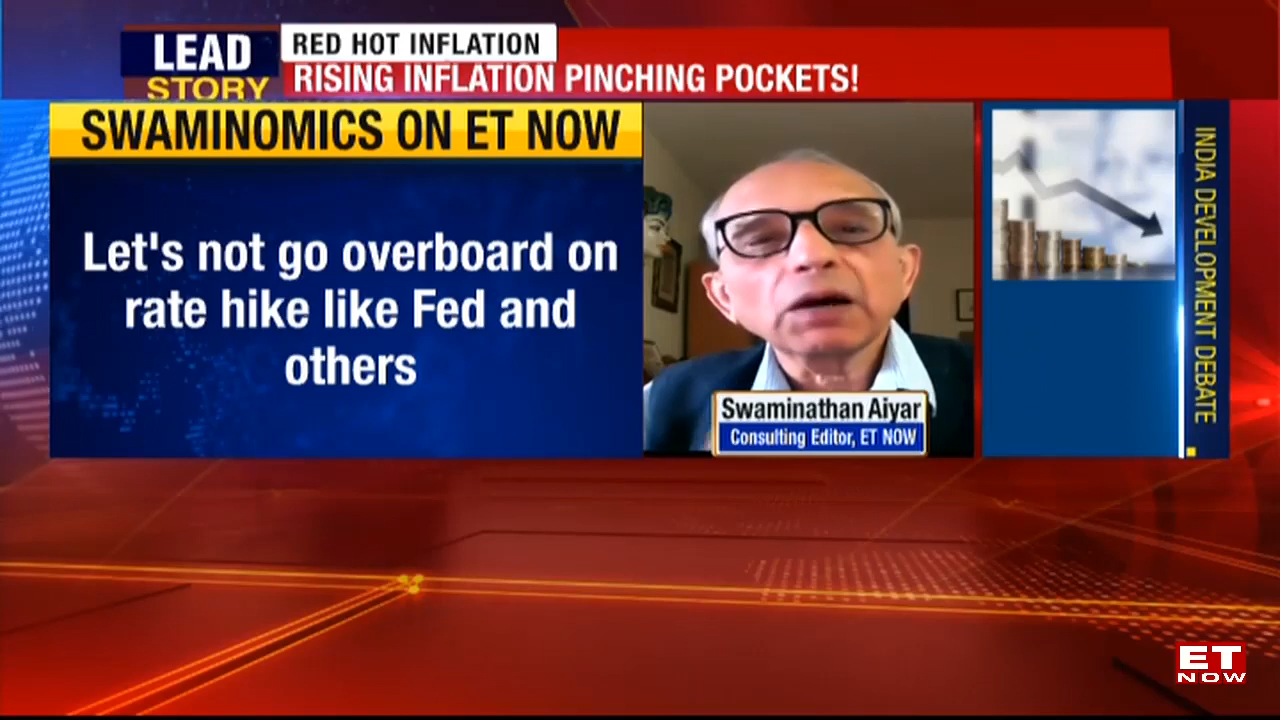 LEAD
STORY
RED HOT INFLATION
RISING INFLATION PINCHING POCKETS!
SWAMINOMICS ON ET NOW
Let's not go overboard on
rate hike like Fed and
others
Swaminathan Aiyar
Consulting Editor, ET NOW
INDIA DEVELOPMENT DEBATE
ET
NOW